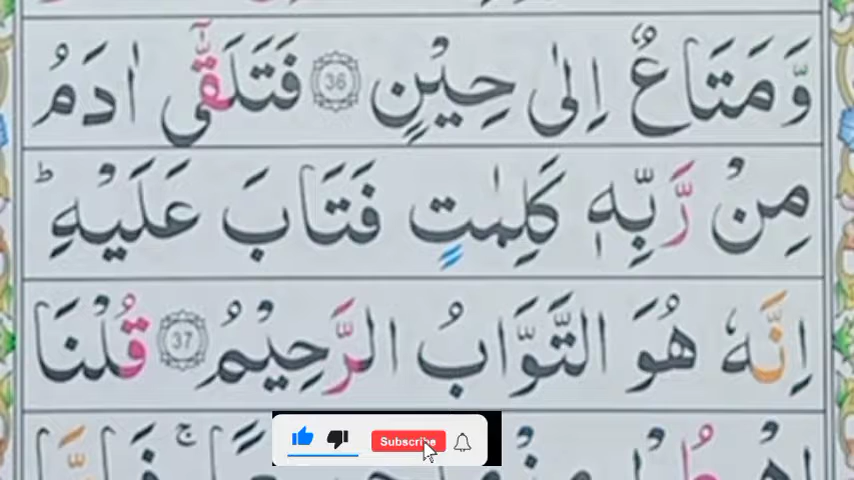 وَّمَتَاعٌ اِلٰى حِيْنٍ 36 فَتَلَقّٰٓى اٰدَمُ
مِنْ رَّبِّهٖ كَلِمٰتٍ فَتَابَ عَلَيْهِؕ
اِنَّهٗ هُوَ التَّوَّابُ الرَّحِيْمُ 37 قُلْنَا
Subscribe